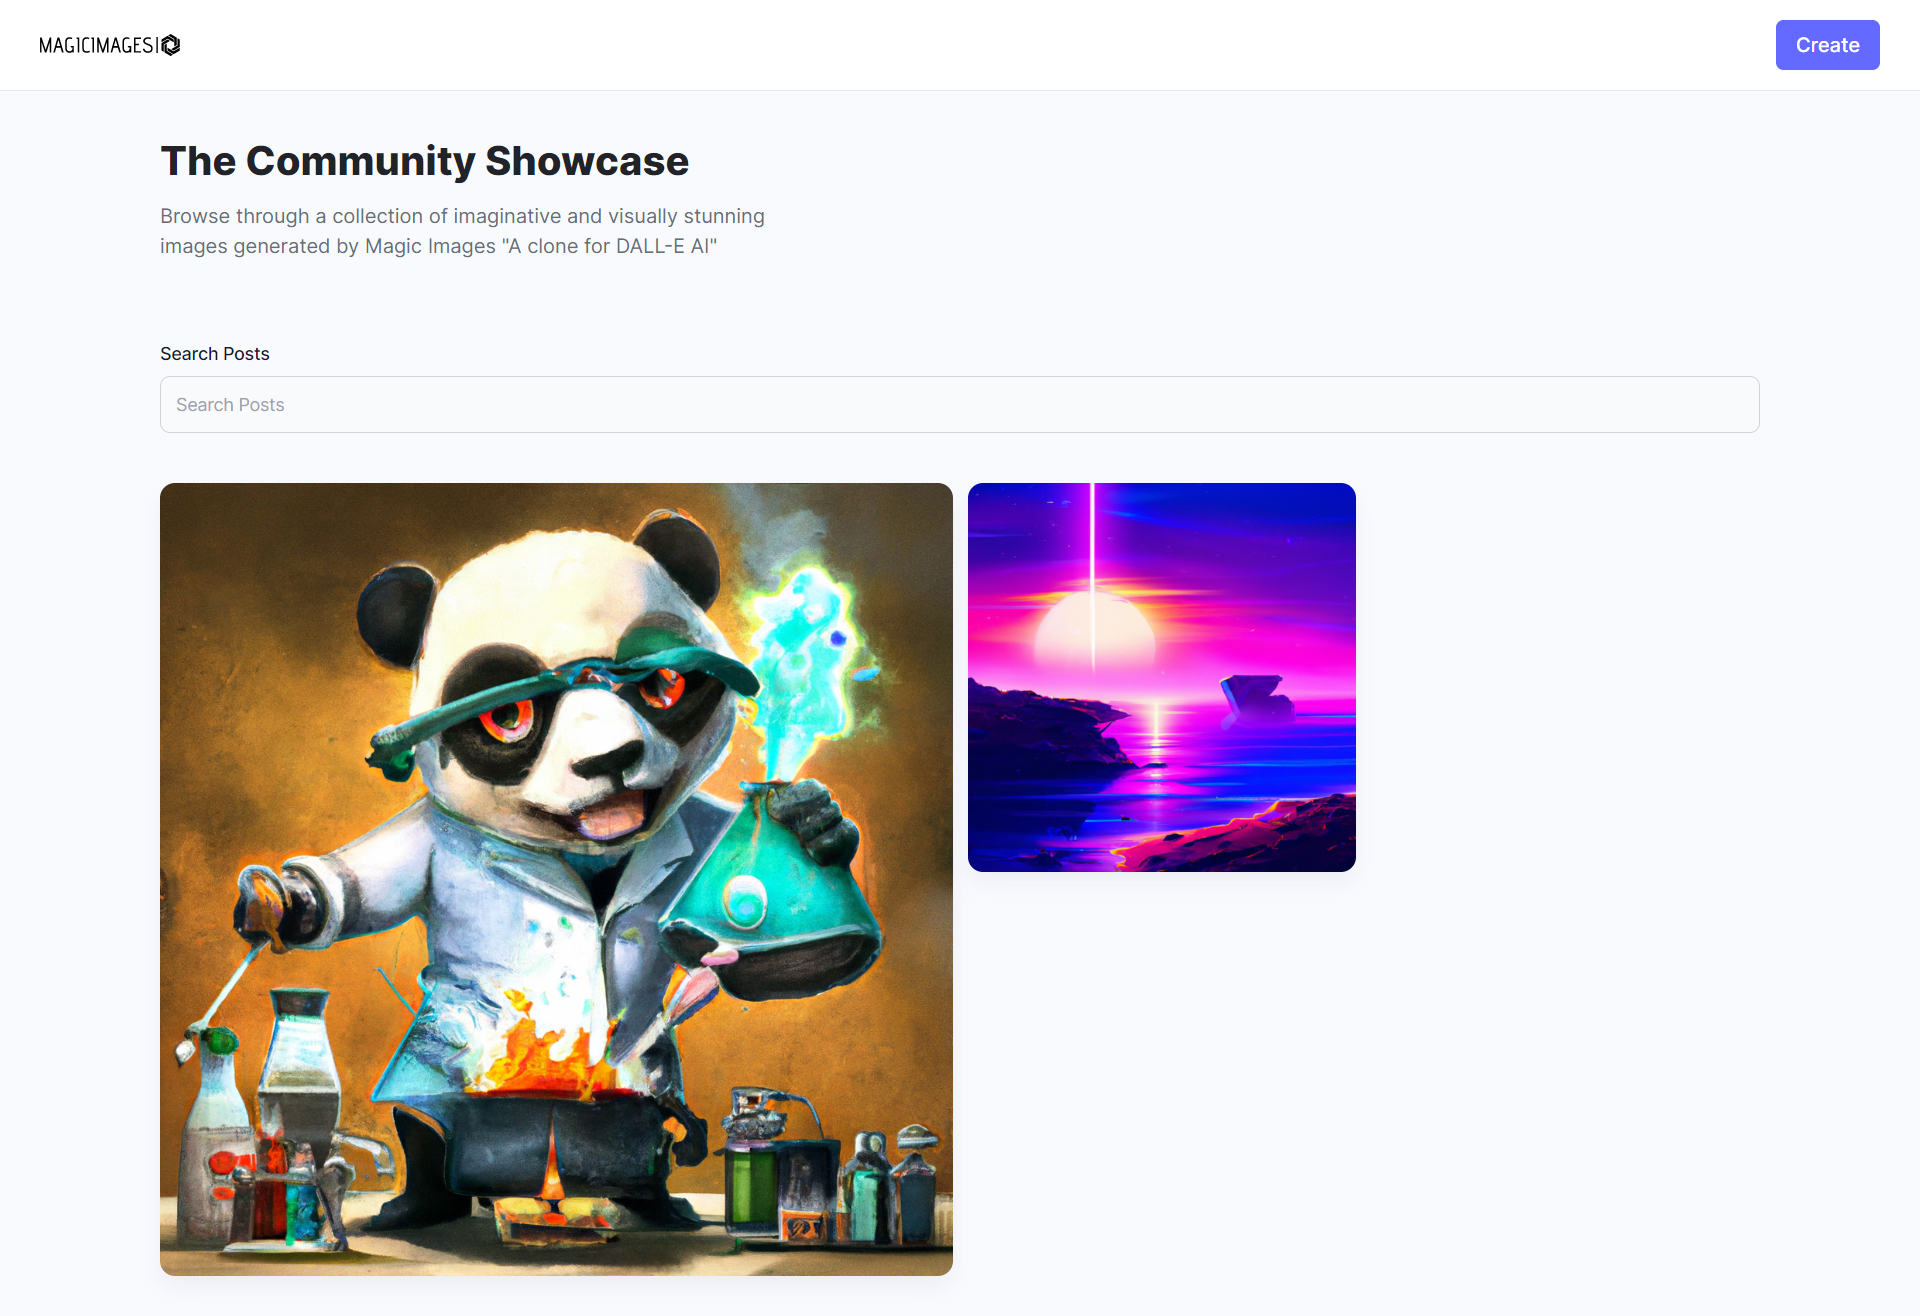 MAGICIMAGES|
Create
The Community Showcase
Browse through a collection of imaginative and visually stunning
images generated by Magic Images "A clone for DALL-E AI"
Search Posts
Search Posts